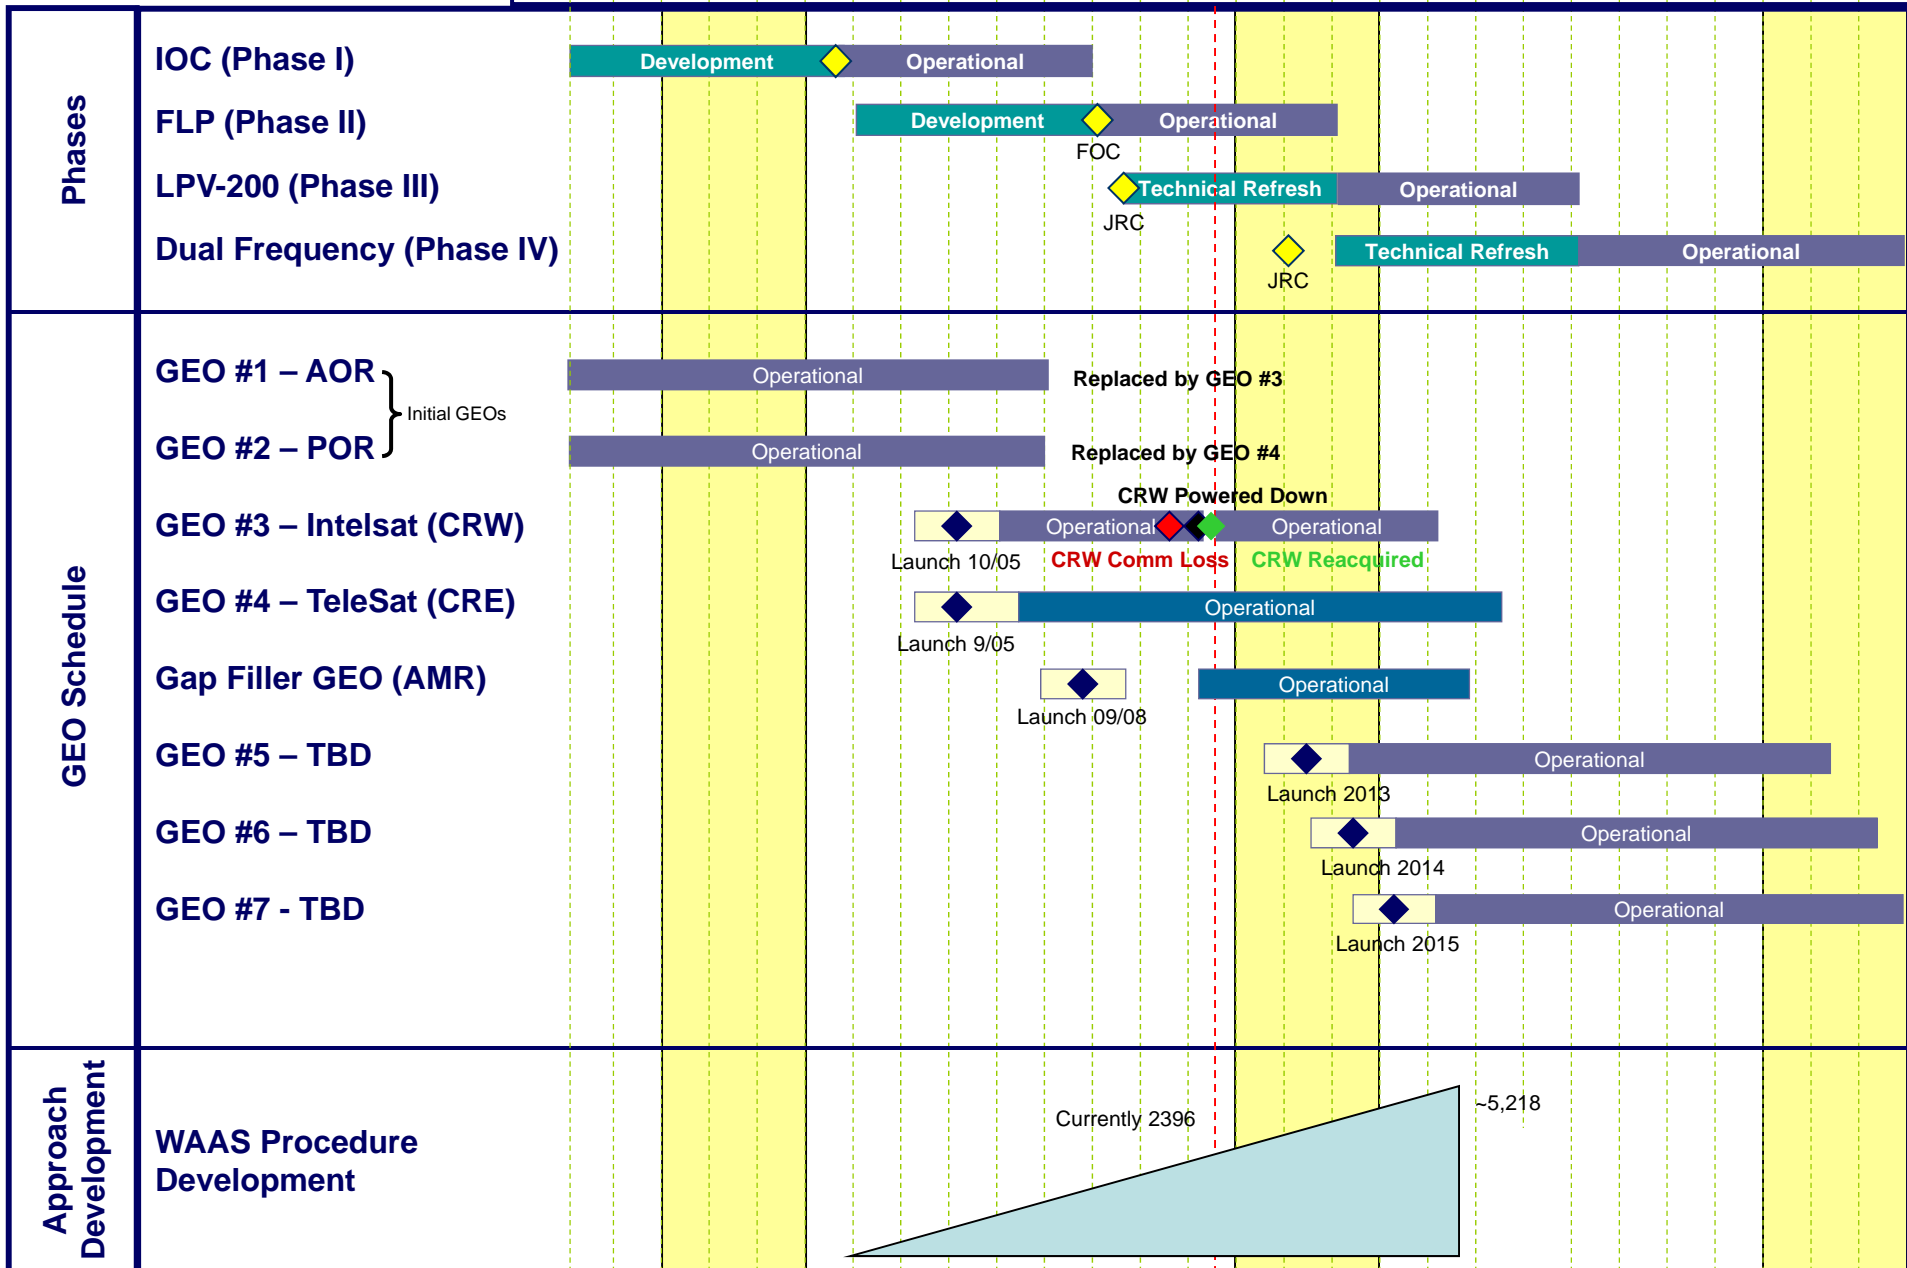 Phases
IOC (Phase I)
Development
Operational
FLP (Phase II)
Development
Operational
FOC
LPV-200 (Phase III)
Technical Refresh
Operational
JRC
Dual Frequency (Phase IV)
Technical Refresh
Operational
JRC
GEO Schedule
GEO #1 – AOR
Operational
Replaced by GEO #3
Initial GEOs
GEO #2 – POR
Operational
Replaced by GEO #4
CRW Powered Down
GEO #3 – Intelsat (CRW)
Operational
Operational
Launch 10/05
CRW Comm Loss
CRW Reacquired
GEO #4 – TeleSat (CRE)
Operational
Launch 9/05
Gap Filler GEO (AMR)
Operational
Launch 09/08
GEO #5 – TBD
Operational
Launch 2013
GEO #6 – TBD
Operational
Launch 2014
GEO #7 - TBD
Operational
Launch 2015
Approach
Development
WAAS Procedure
Development
Currently 2396
~5,218